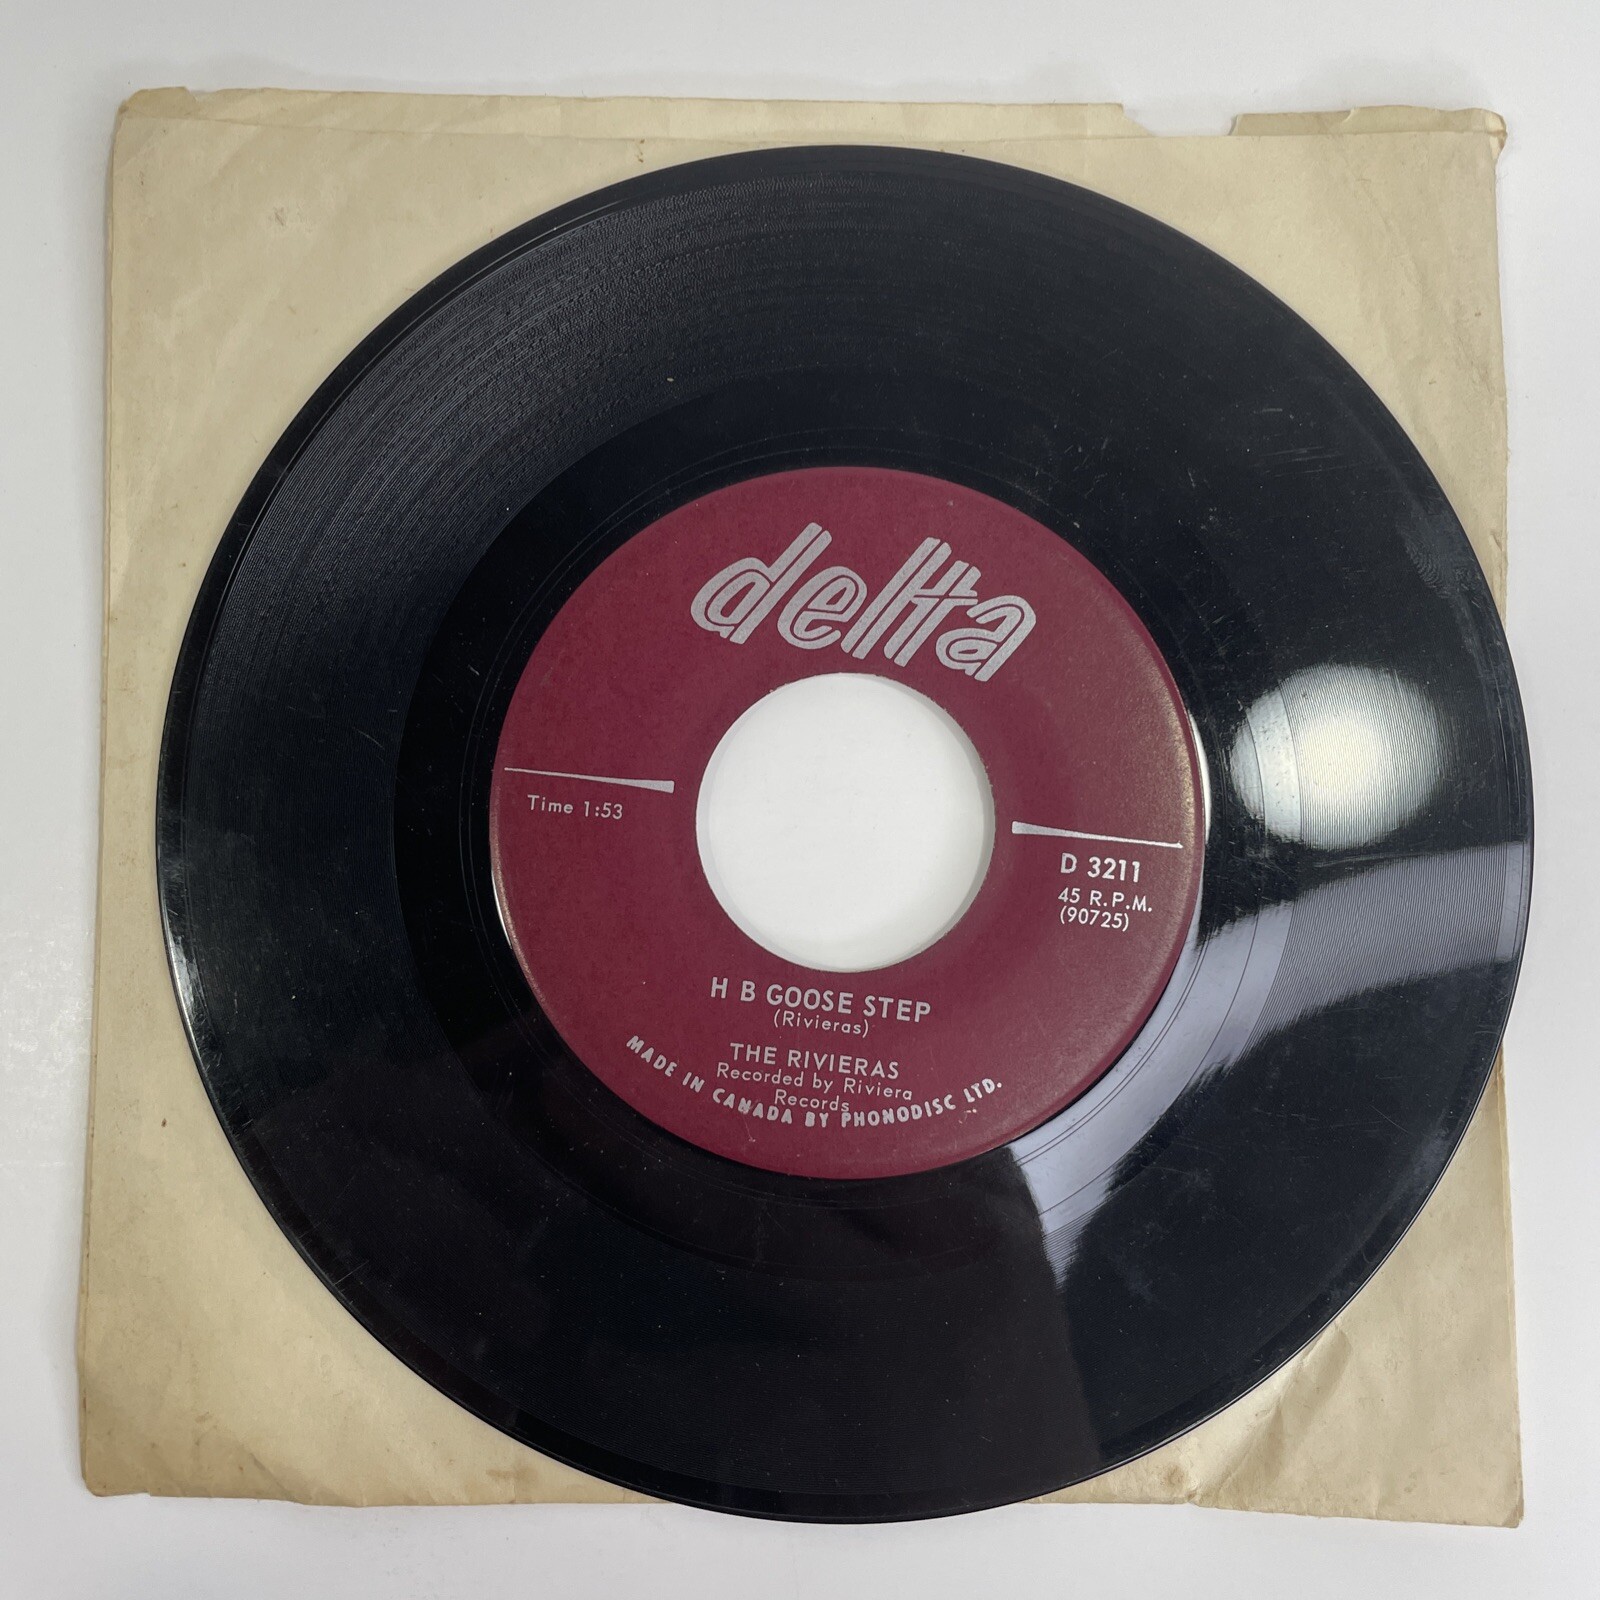 delta
Time 1:53
D 3211
45 R.P.M.
(90725)
H B GOOSE STEP
(Rivieras)
THE RIVIERAS
Recorded by Riviera
Records
MADE IN CANADA BY PHONODISC LTD.